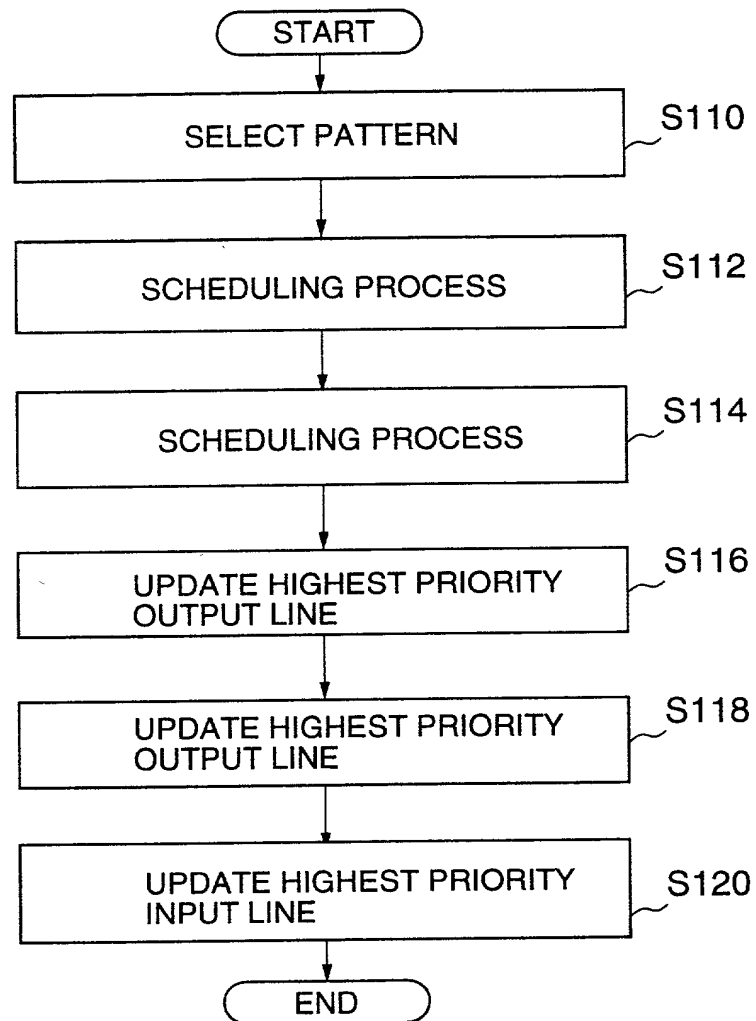 START
SELECT PATTERN
S110
SCHEDULING PROCESS
S112
SCHEDULING PROCESS
S114
UPDATE HIGHEST PRIORITY
OUTPUT LINE
S116
UPDATE HIGHEST PRIORITY
OUTPUT LINE
S118
UPDATE HIGHEST PRIORITY
INPUT LINE
S120
END